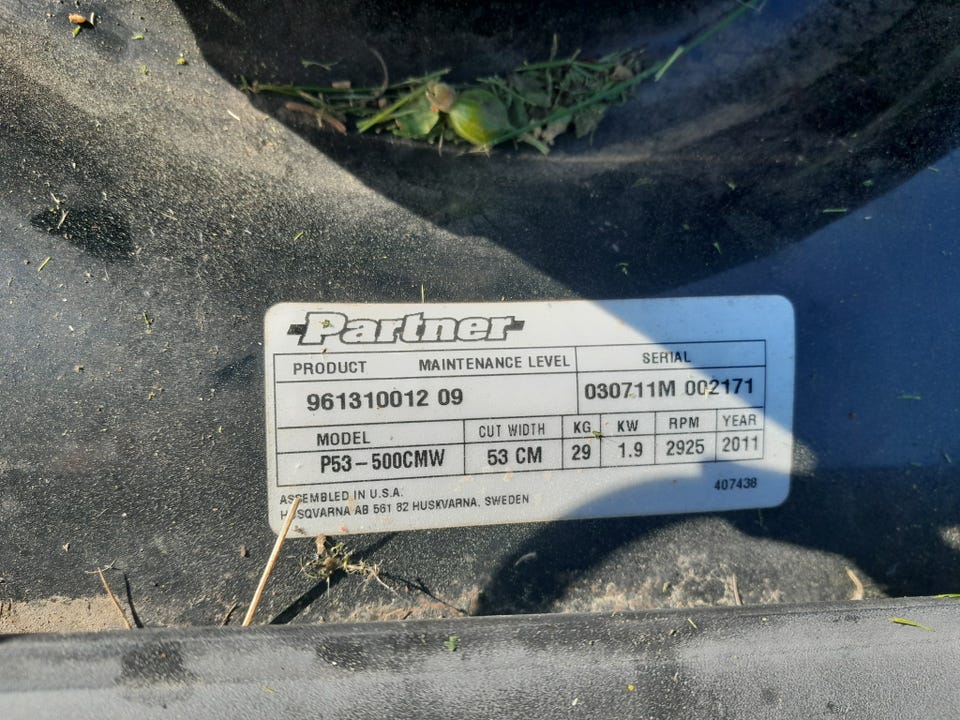 Partner
PRODUCT MAINTENANCE LEVEL SERIAL
961310012 09 030711M 002171
MODEL CUT WIDTH KG KW RPM YEAR
P53-500CMW 53 CM 29 1.9 2925 2011
ASSEMBLED IN U.S.A. 407438
HUSQVARNA AB 561 82 HUSKVARNA, SWEDEN